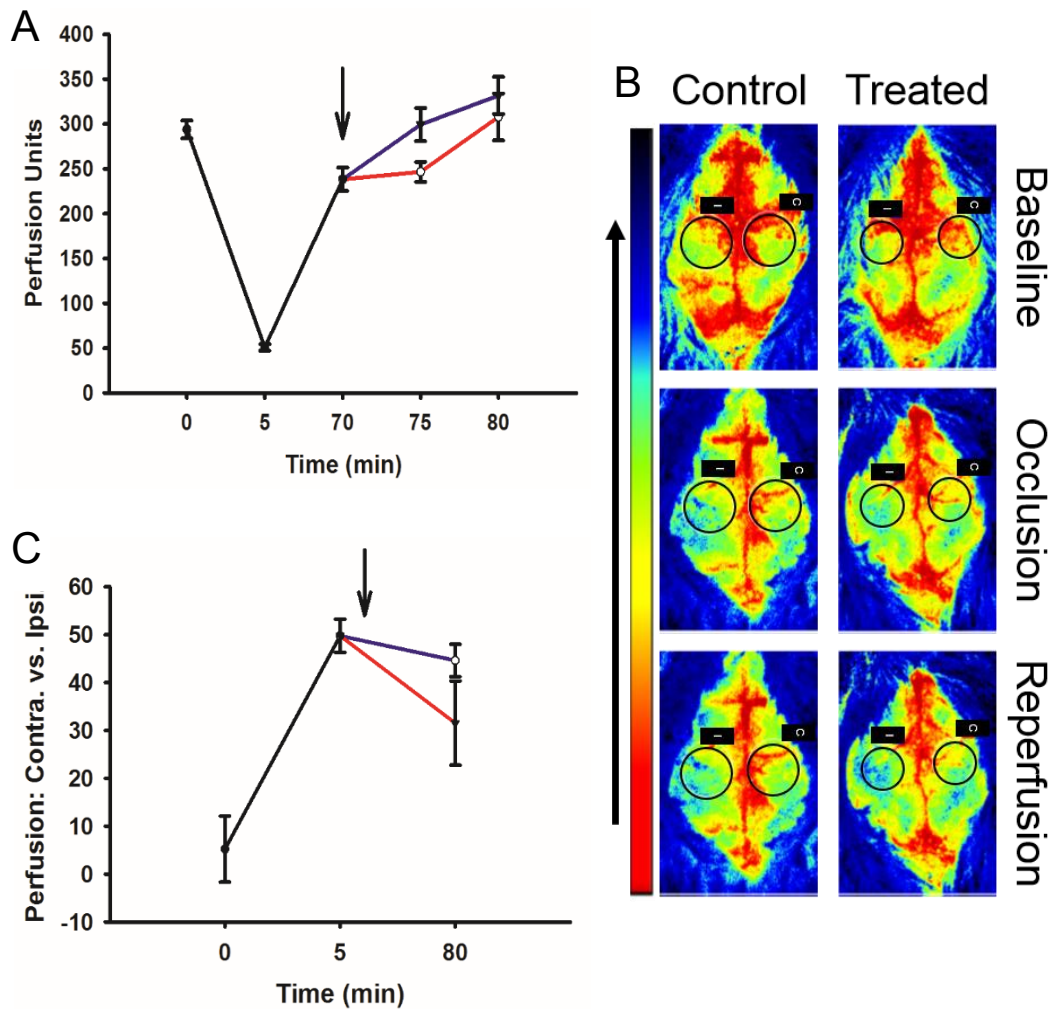 A
400
350
300
250
200
150
100
50
0
Perfusion Units
0 5 70 75 80
Time (min)
B
Control Treated
I C I C
Baseline
I C I C
Occlusion
I C I C
Reperfusion
C
60
50
40
30
20
10
0
-10
Perfusion: Contra. vs. Ipsi
0 5 80
Time (min)